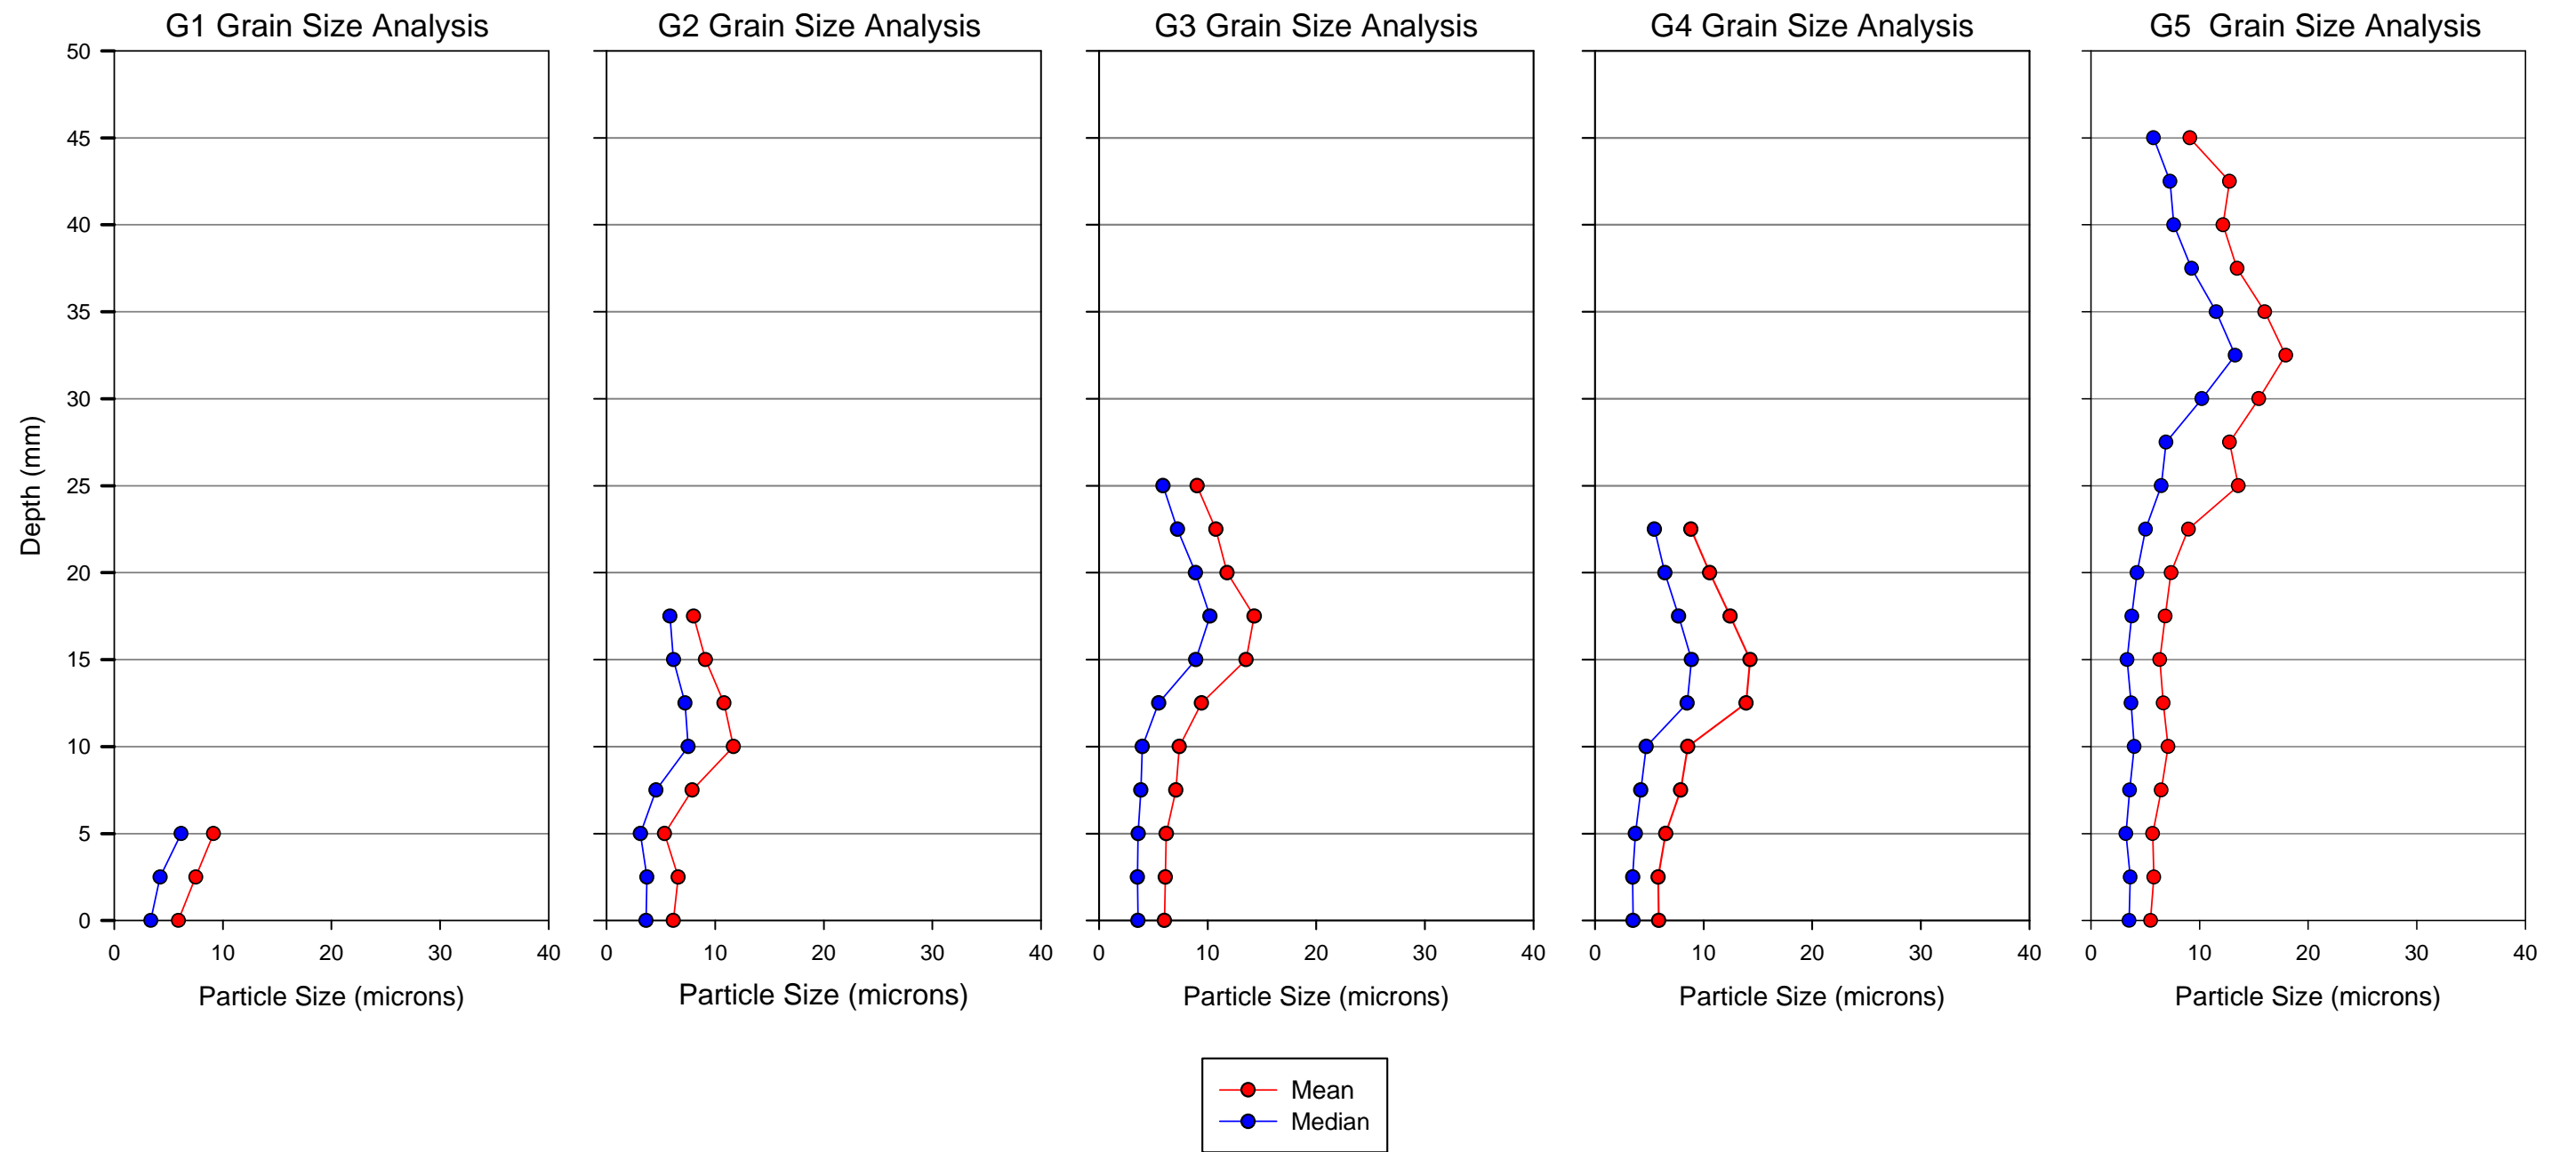 G1 Grain Size Analysis
G2 Grain Size Analysis
G3 Grain Size Analysis
G4 Grain Size Analysis
G5  Grain Size Analysis
Depth (mm)
50
45
40
35
30
25
20
15
10
5
0
0 10 20 30 40
0 10 20 30 40
0 10 20 30 40
0 10 20 30 40
0 10 20 30 40
Particle Size (microns)
Particle Size (microns)
Particle Size (microns)
Particle Size (microns)
Particle Size (microns)
Mean
Median